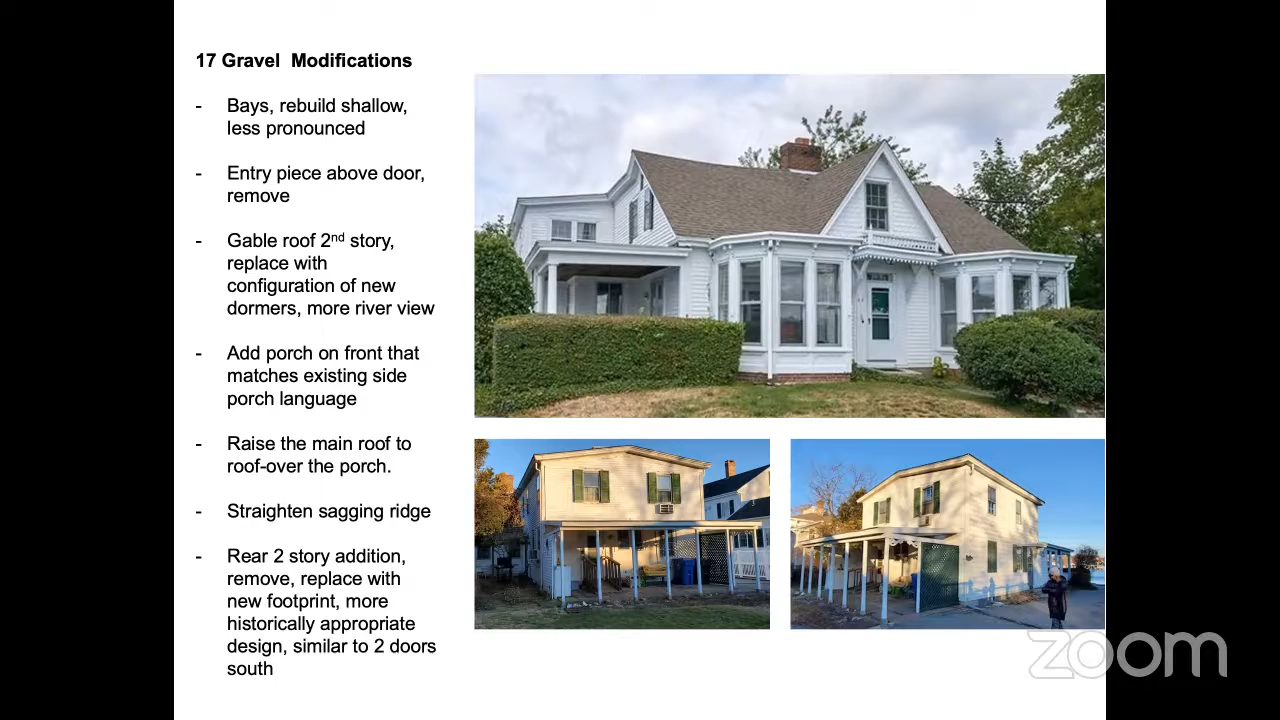 17 Gravel  Modifications
- Bays, rebuild shallow,
less pronounced
- Entry piece above door,
remove
- Gable roof 2nd story,
replace with
configuration of new
dormers, more river view
- Add porch on front that
matches existing side
porch language
- Raise the main roof to
roof-over the porch.
- Straighten sagging ridge
- Rear 2 story addition,
remove, replace with
new footprint, more
historically appropriate
design, similar to 2 doors
south
zoom